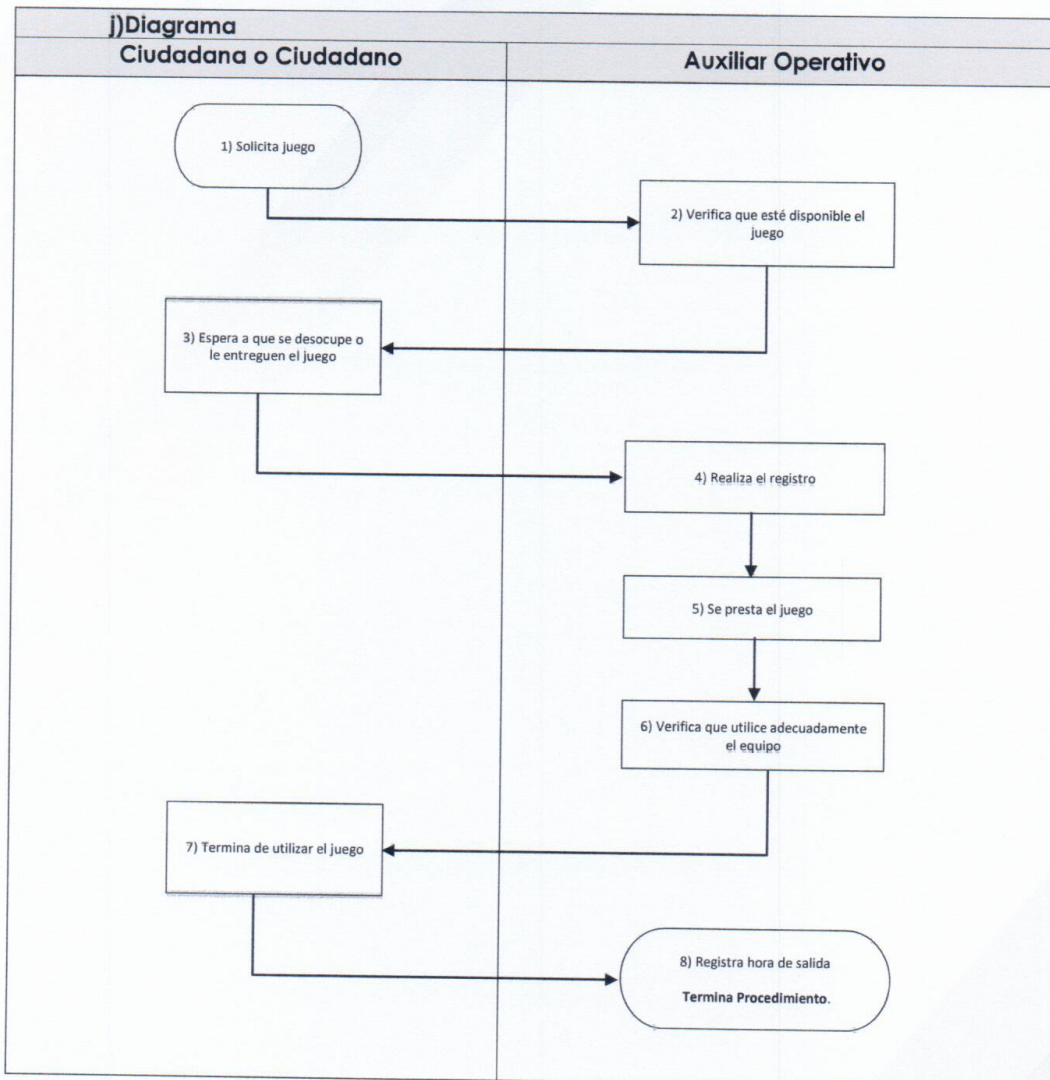 j)Diagrama
Ciudadana o Ciudadano
Auxiliar Operativo
1) Solicita juego
2) Verifica que esté disponible el
juego
3) Espera a que se desocupe o
le entreguen el juego
4) Realiza el registro
5) Se presta el juego
6) Verifica que utilice adecuadamente
el equipo
7) Termina de utilizar el juego
8) Registra hora de salida
Termina Procedimiento.